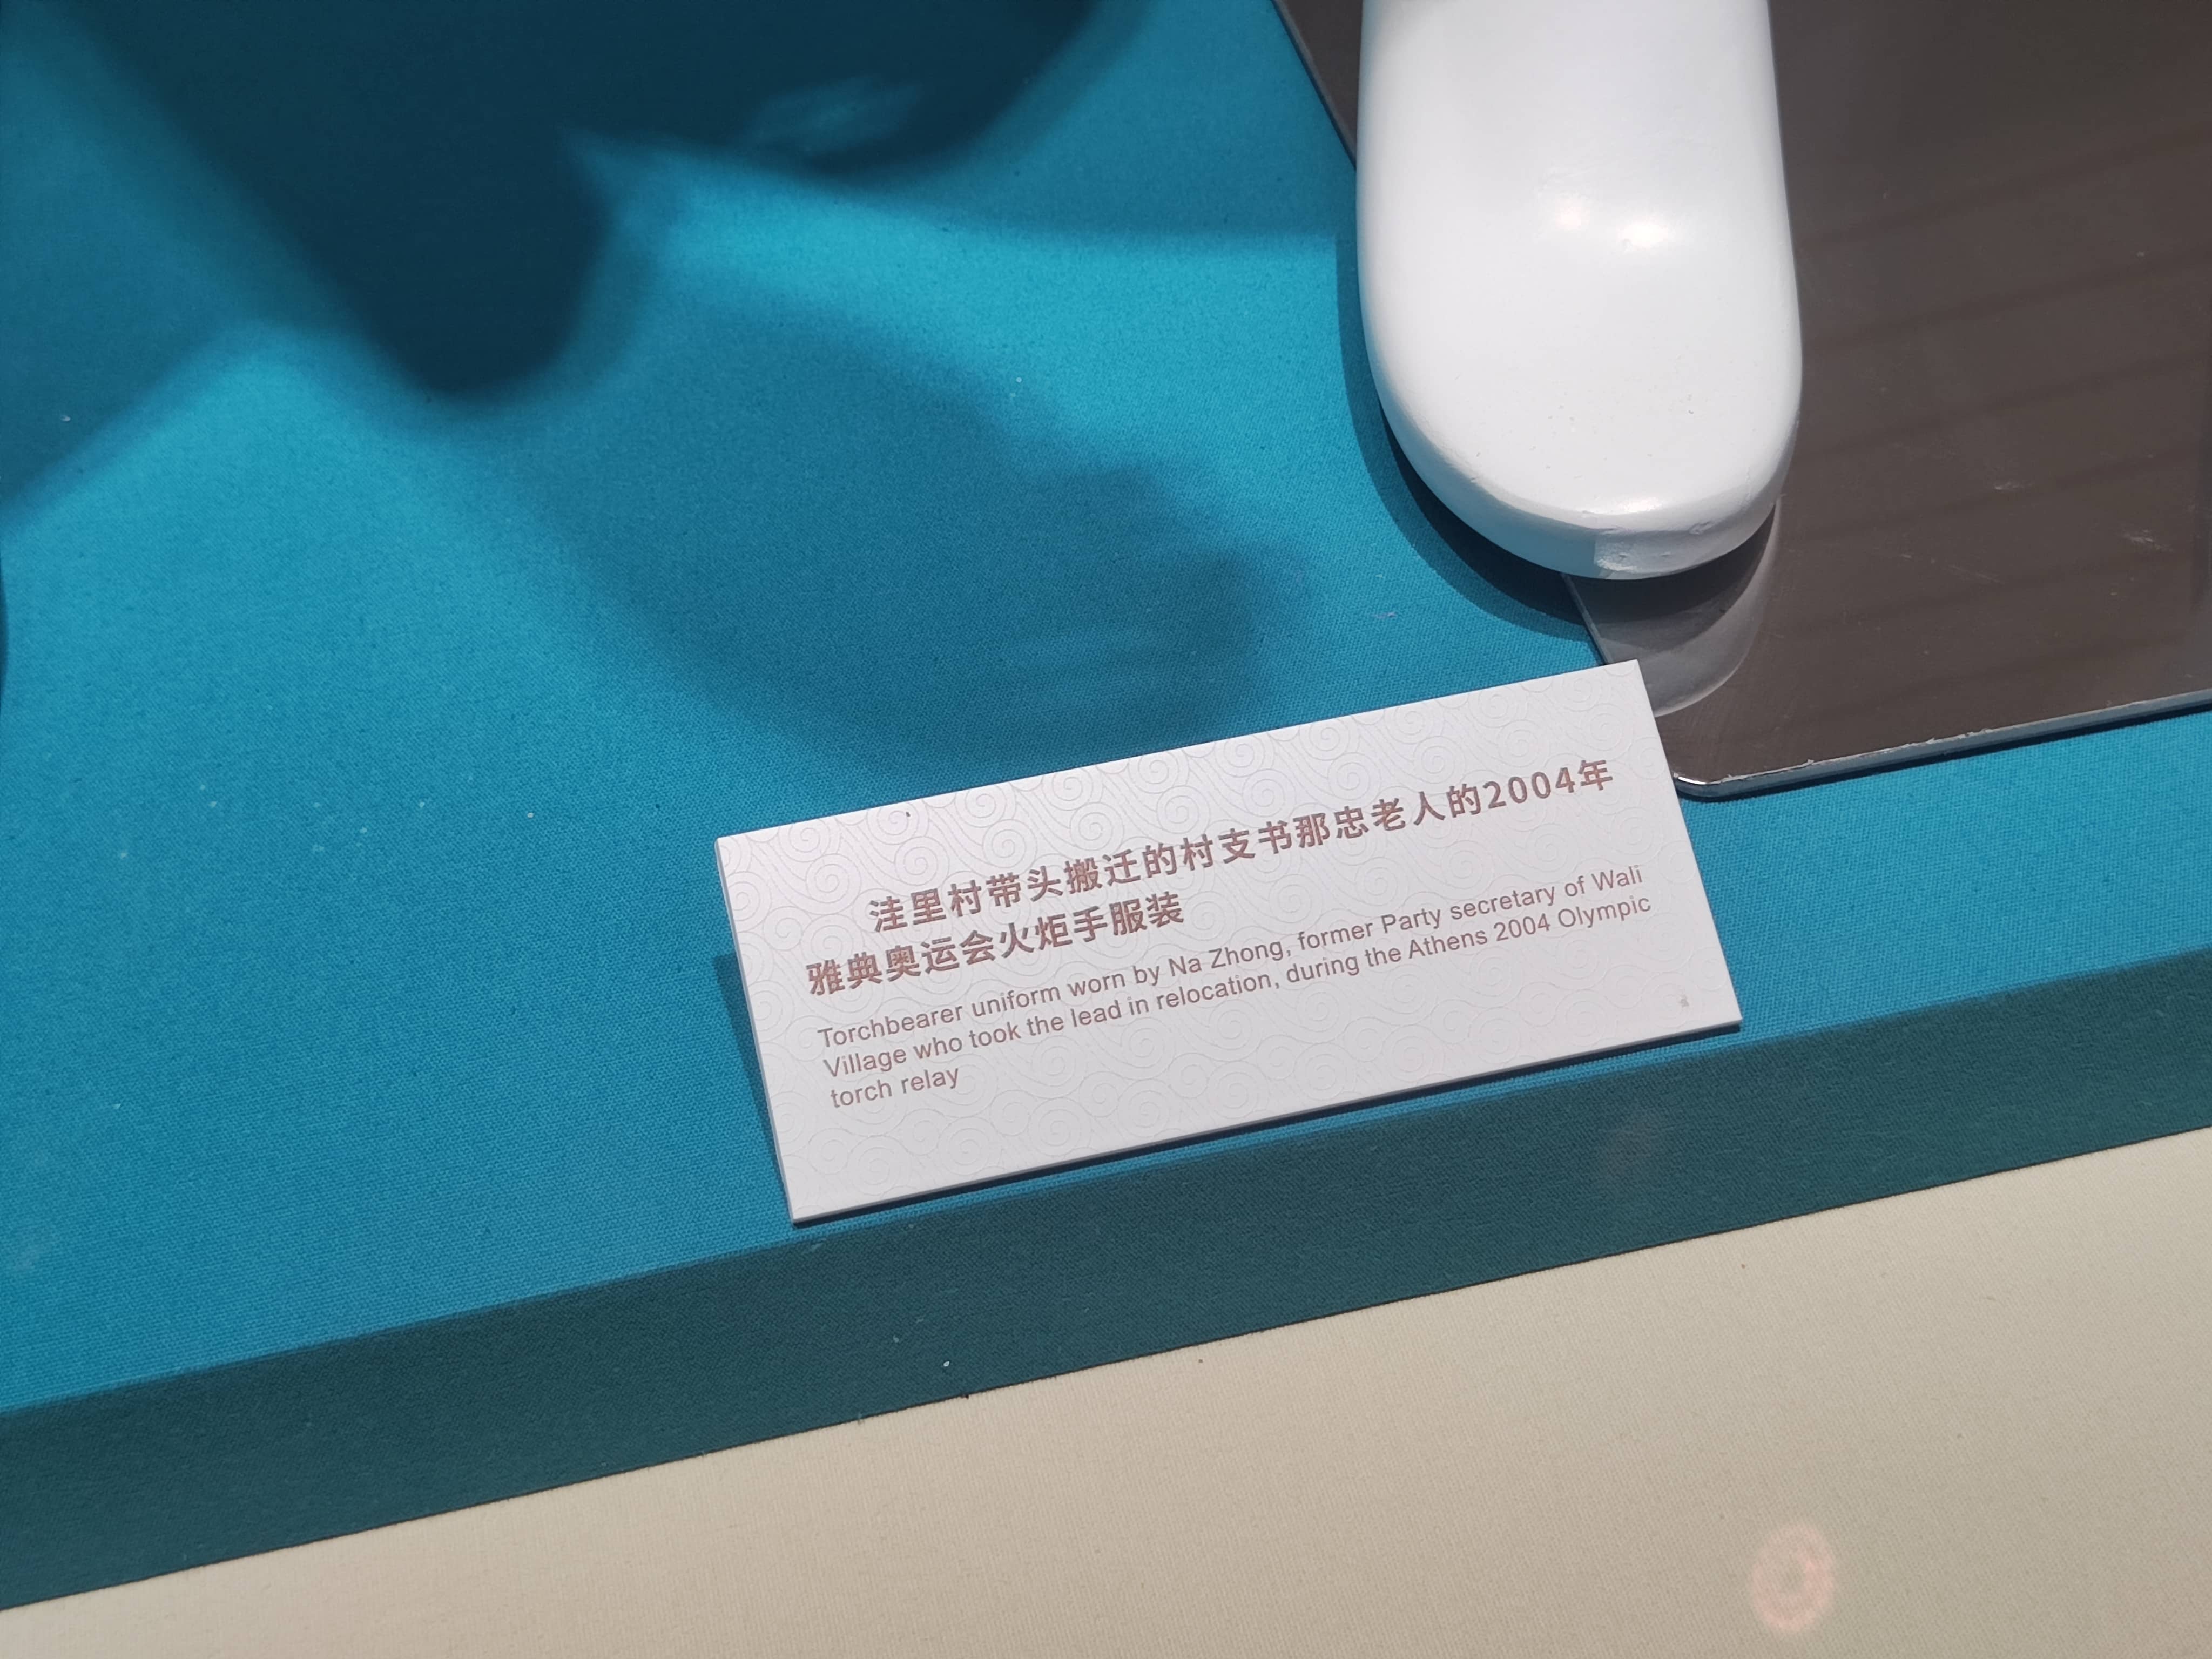 洼里村带头搬迁的村支书那忠老人的2004年
雅典奥运会火炬手服装
Torchbearer uniform worn by Na Zhong, former Party secretary of Wali
Village who took the lead in relocation, during the Athens 2004 Olympic
torch relay